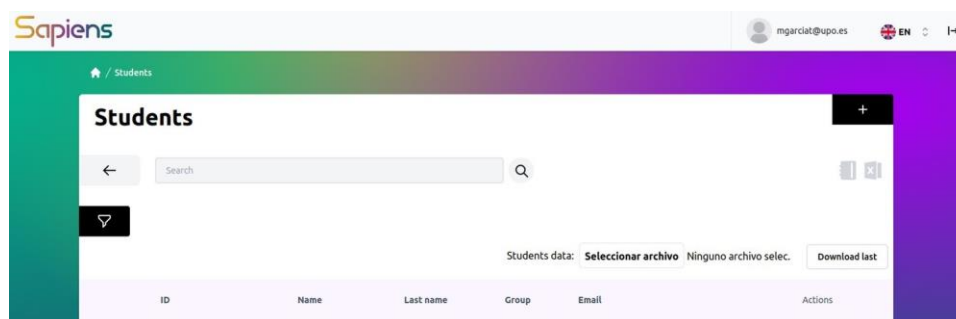 Sapiens
mgarciat@upo.es EN
/ Students
Students
+
Search
Students data: Seleccionar archivo Ninguno archivo selec. Download last
ID Name Last name Group Email Actions